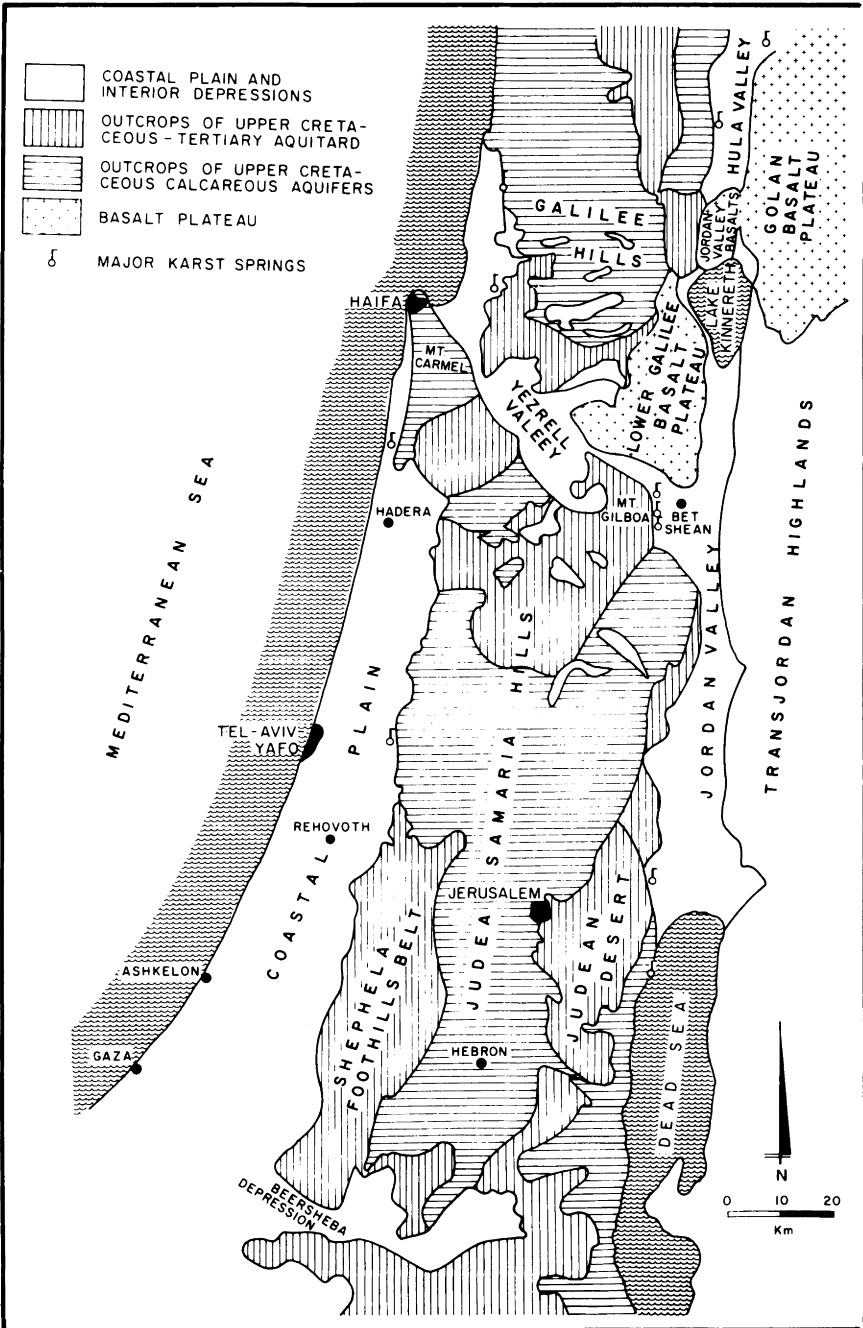 COASTAL PLAIN AND
INTERIOR DEPRESSIONS
OUTCROPS OF UPPER CRETA-
CEOUS-TERTIARY AQUITARD
OUTCROPS OF UPPER CRETA-
CEOUS CALCAREOUS AQUIFERS
BASALT PLATEAU
MAJOR KARST SPRINGS
HULA VALLEY
GOLAN
BASALT
PLATEAU
JORDAN
VALLEY
BASALTS
GALILEE
HILLS
LAKE
KINNERETH
HAIFA
MT.
CARMEL
LOWER GALILEE
BASALT
PLATEAU
YEZRELL
VALEEY
MEDITERRANEAN SEA
HADERA
MT.
GILBOA
BET
SHEAN
JORDAN VALLEY
TRANSJORDAN HIGHLANDS
TEL-AVIV-
YAFO
COASTAL PLAIN
REHOVOTH
JUDEA SAMARIA HILLS
JERUSALEM
JUDEAN
DESERT
ASHKELON
SHEPHELA
FOOTHILLS BELT
GAZA
HEBRON
DEAD SEA
BEERSHEBA
DEPRESSION
N
0 10 20
Km